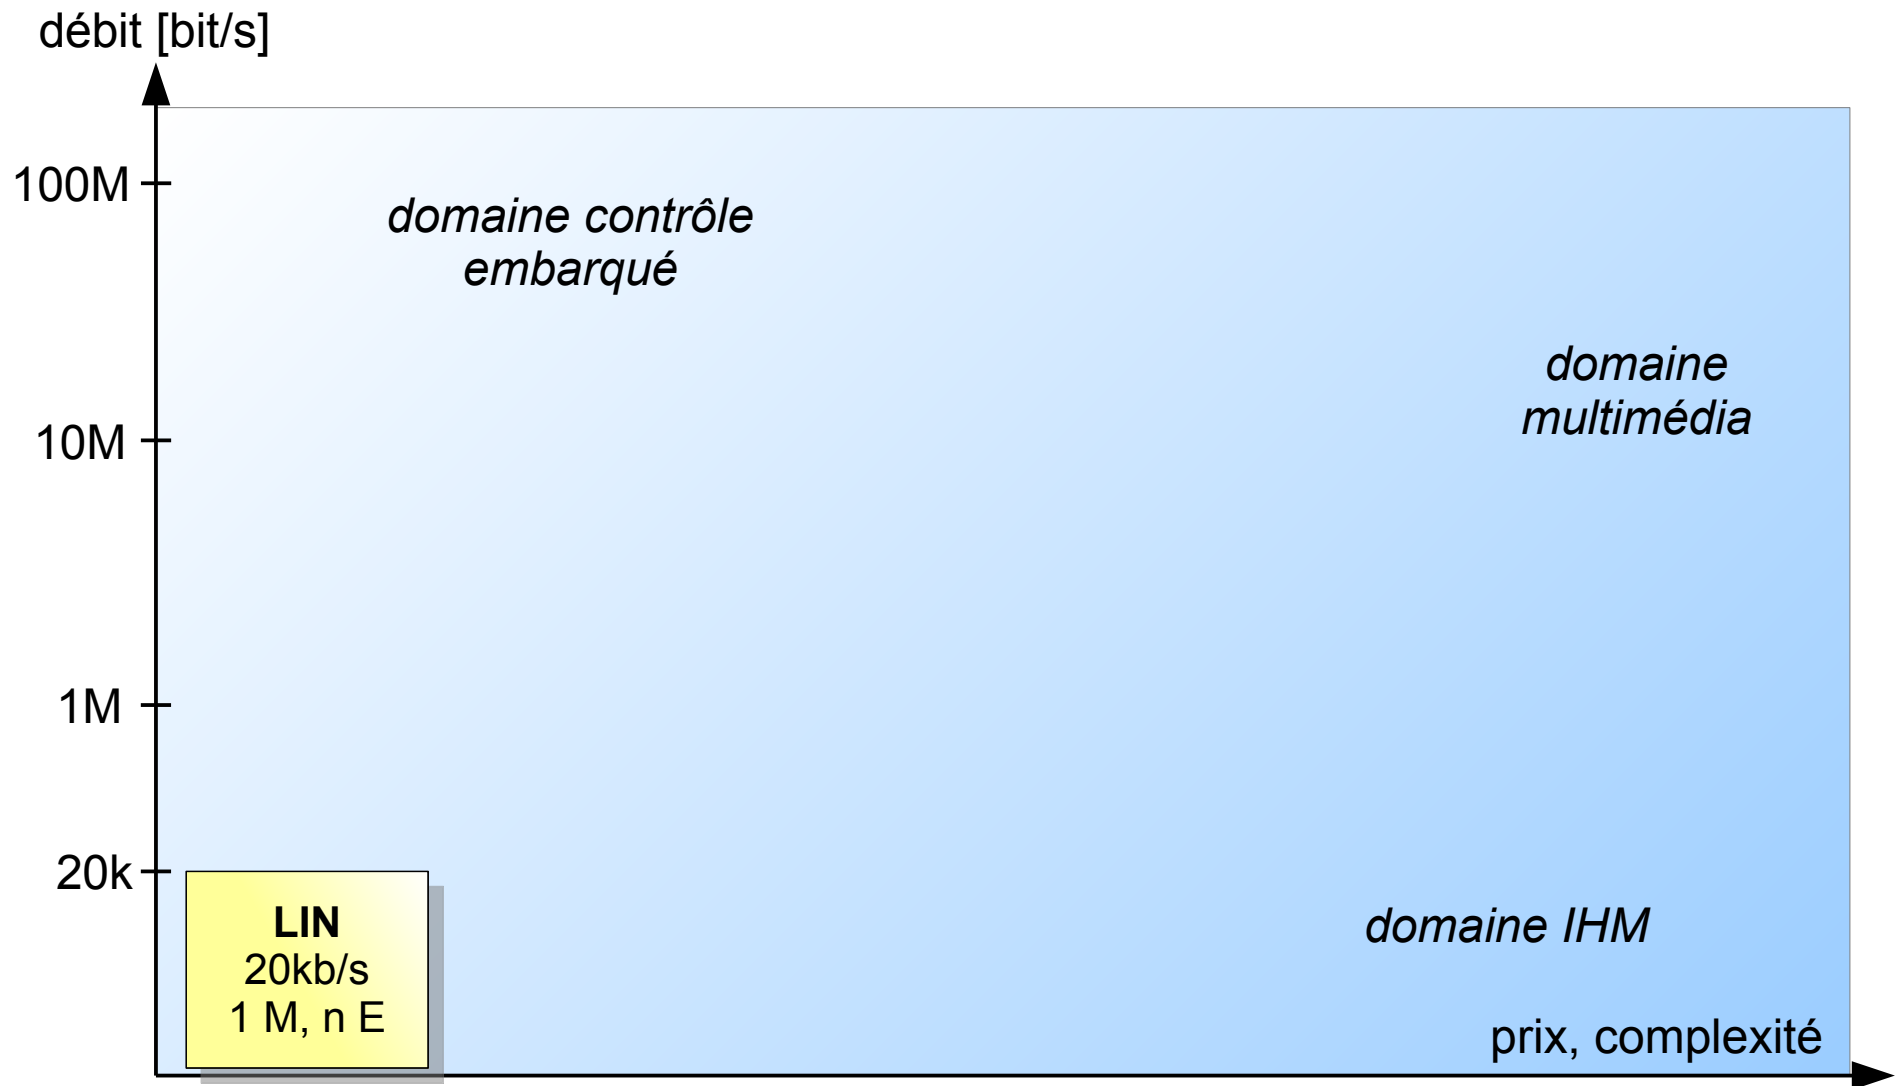 débit [bit/s]
100M
domaine contrôle
embarqué
domaine
multimédia
10M
1M
20k
LIN
20kb/s
1 M, n E
domaine IHM
prix, complexité